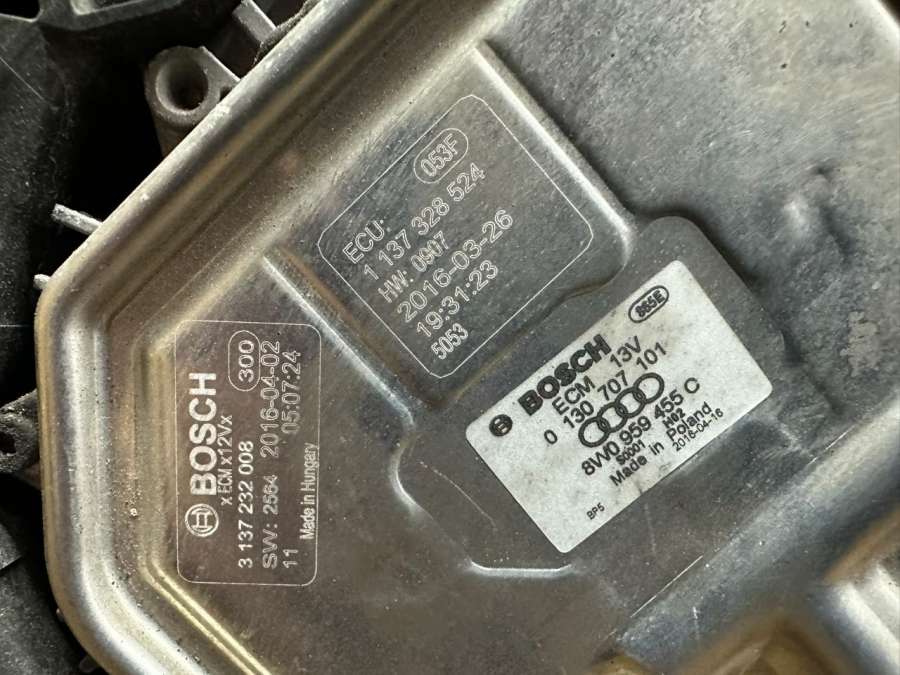 053F
ECU:
1 137 328 524
HW: 0907
2016-03-26
19:31:23
5053
BOSCH
300
x ECM x12Vx
3 137 232 008
SW: 2564 2016-04-02
11 05:07:24
Made in Hungary
865E
BOSCH
ECM 13V
0 130 707 101
8W0 959 455 C
S0001 H02
Made in Poland
2016-04-16
BP5